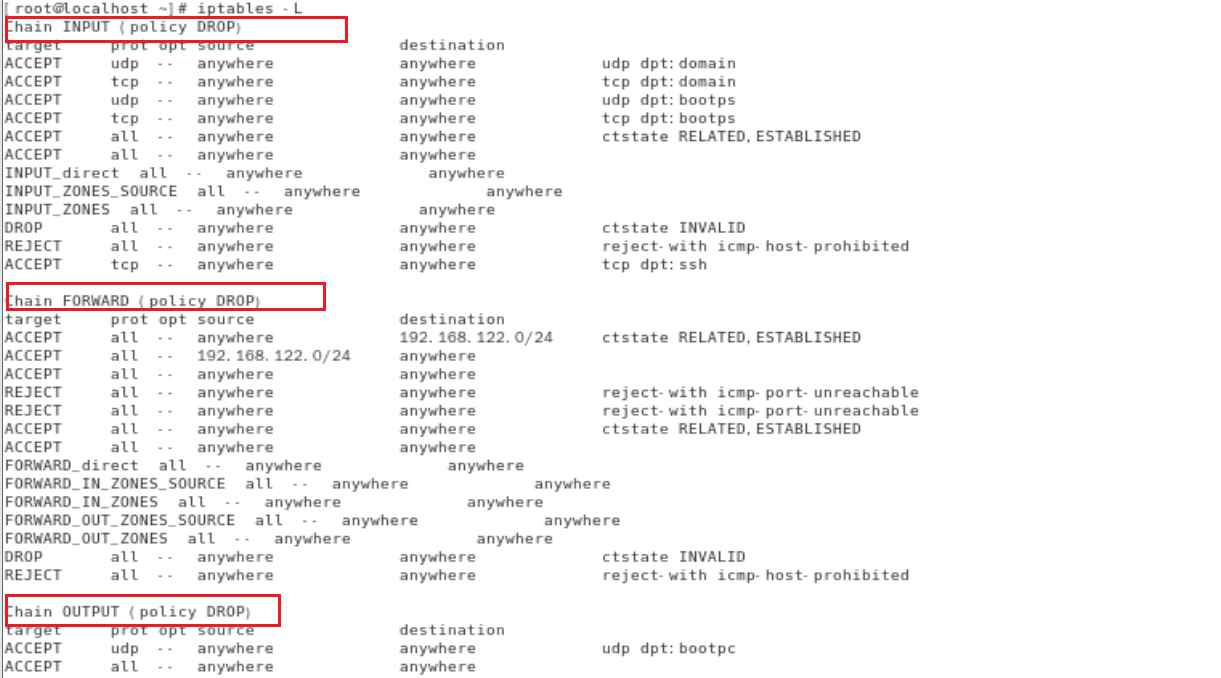 [root@localhost ~]# iptables -L
Chain INPUT (policy DROP)
target     prot opt source               destination
ACCEPT     udp  --  anywhere             anywhere             udp dpt:domain
ACCEPT     tcp  --  anywhere             anywhere             tcp dpt:domain
ACCEPT     udp  --  anywhere             anywhere             udp dpt:bootps
ACCEPT     tcp  --  anywhere             anywhere             tcp dpt:bootps
ACCEPT     all  --  anywhere             anywhere             ctstate RELATED,ESTABLISHED
ACCEPT     all  --  anywhere             anywhere
INPUT_direct  all  --  anywhere             anywhere
INPUT_ZONES_SOURCE  all  --  anywhere             anywhere
INPUT_ZONES  all  --  anywhere             anywhere
DROP       all  --  anywhere             anywhere             ctstate INVALID
REJECT     all  --  anywhere             anywhere             reject-with icmp-host-prohibited
ACCEPT     tcp  --  anywhere             anywhere             tcp dpt:ssh
Chain FORWARD (policy DROP)
target     prot opt source               destination
ACCEPT     all  --  anywhere             192.168.122.0/24     ctstate RELATED,ESTABLISHED
ACCEPT     all  --  192.168.122.0/24     anywhere
ACCEPT     all  --  anywhere             anywhere
REJECT     all  --  anywhere             anywhere             reject-with icmp-port-unreachable
REJECT     all  --  anywhere             anywhere             reject-with icmp-port-unreachable
ACCEPT     all  --  anywhere             anywhere             ctstate RELATED,ESTABLISHED
ACCEPT     all  --  anywhere             anywhere
FORWARD_direct  all  --  anywhere             anywhere
FORWARD_IN_ZONES_SOURCE  all  --  anywhere             anywhere
FORWARD_IN_ZONES  all  --  anywhere             anywhere
FORWARD_OUT_ZONES_SOURCE  all  --  anywhere             anywhere
FORWARD_OUT_ZONES  all  --  anywhere             anywhere
DROP       all  --  anywhere             anywhere             ctstate INVALID
REJECT     all  --  anywhere             anywhere             reject-with icmp-host-prohibited
Chain OUTPUT (policy DROP)
target     prot opt source               destination
ACCEPT     udp  --  anywhere             anywhere             udp dpt:bootpc
ACCEPT     all  --  anywhere             anywhere